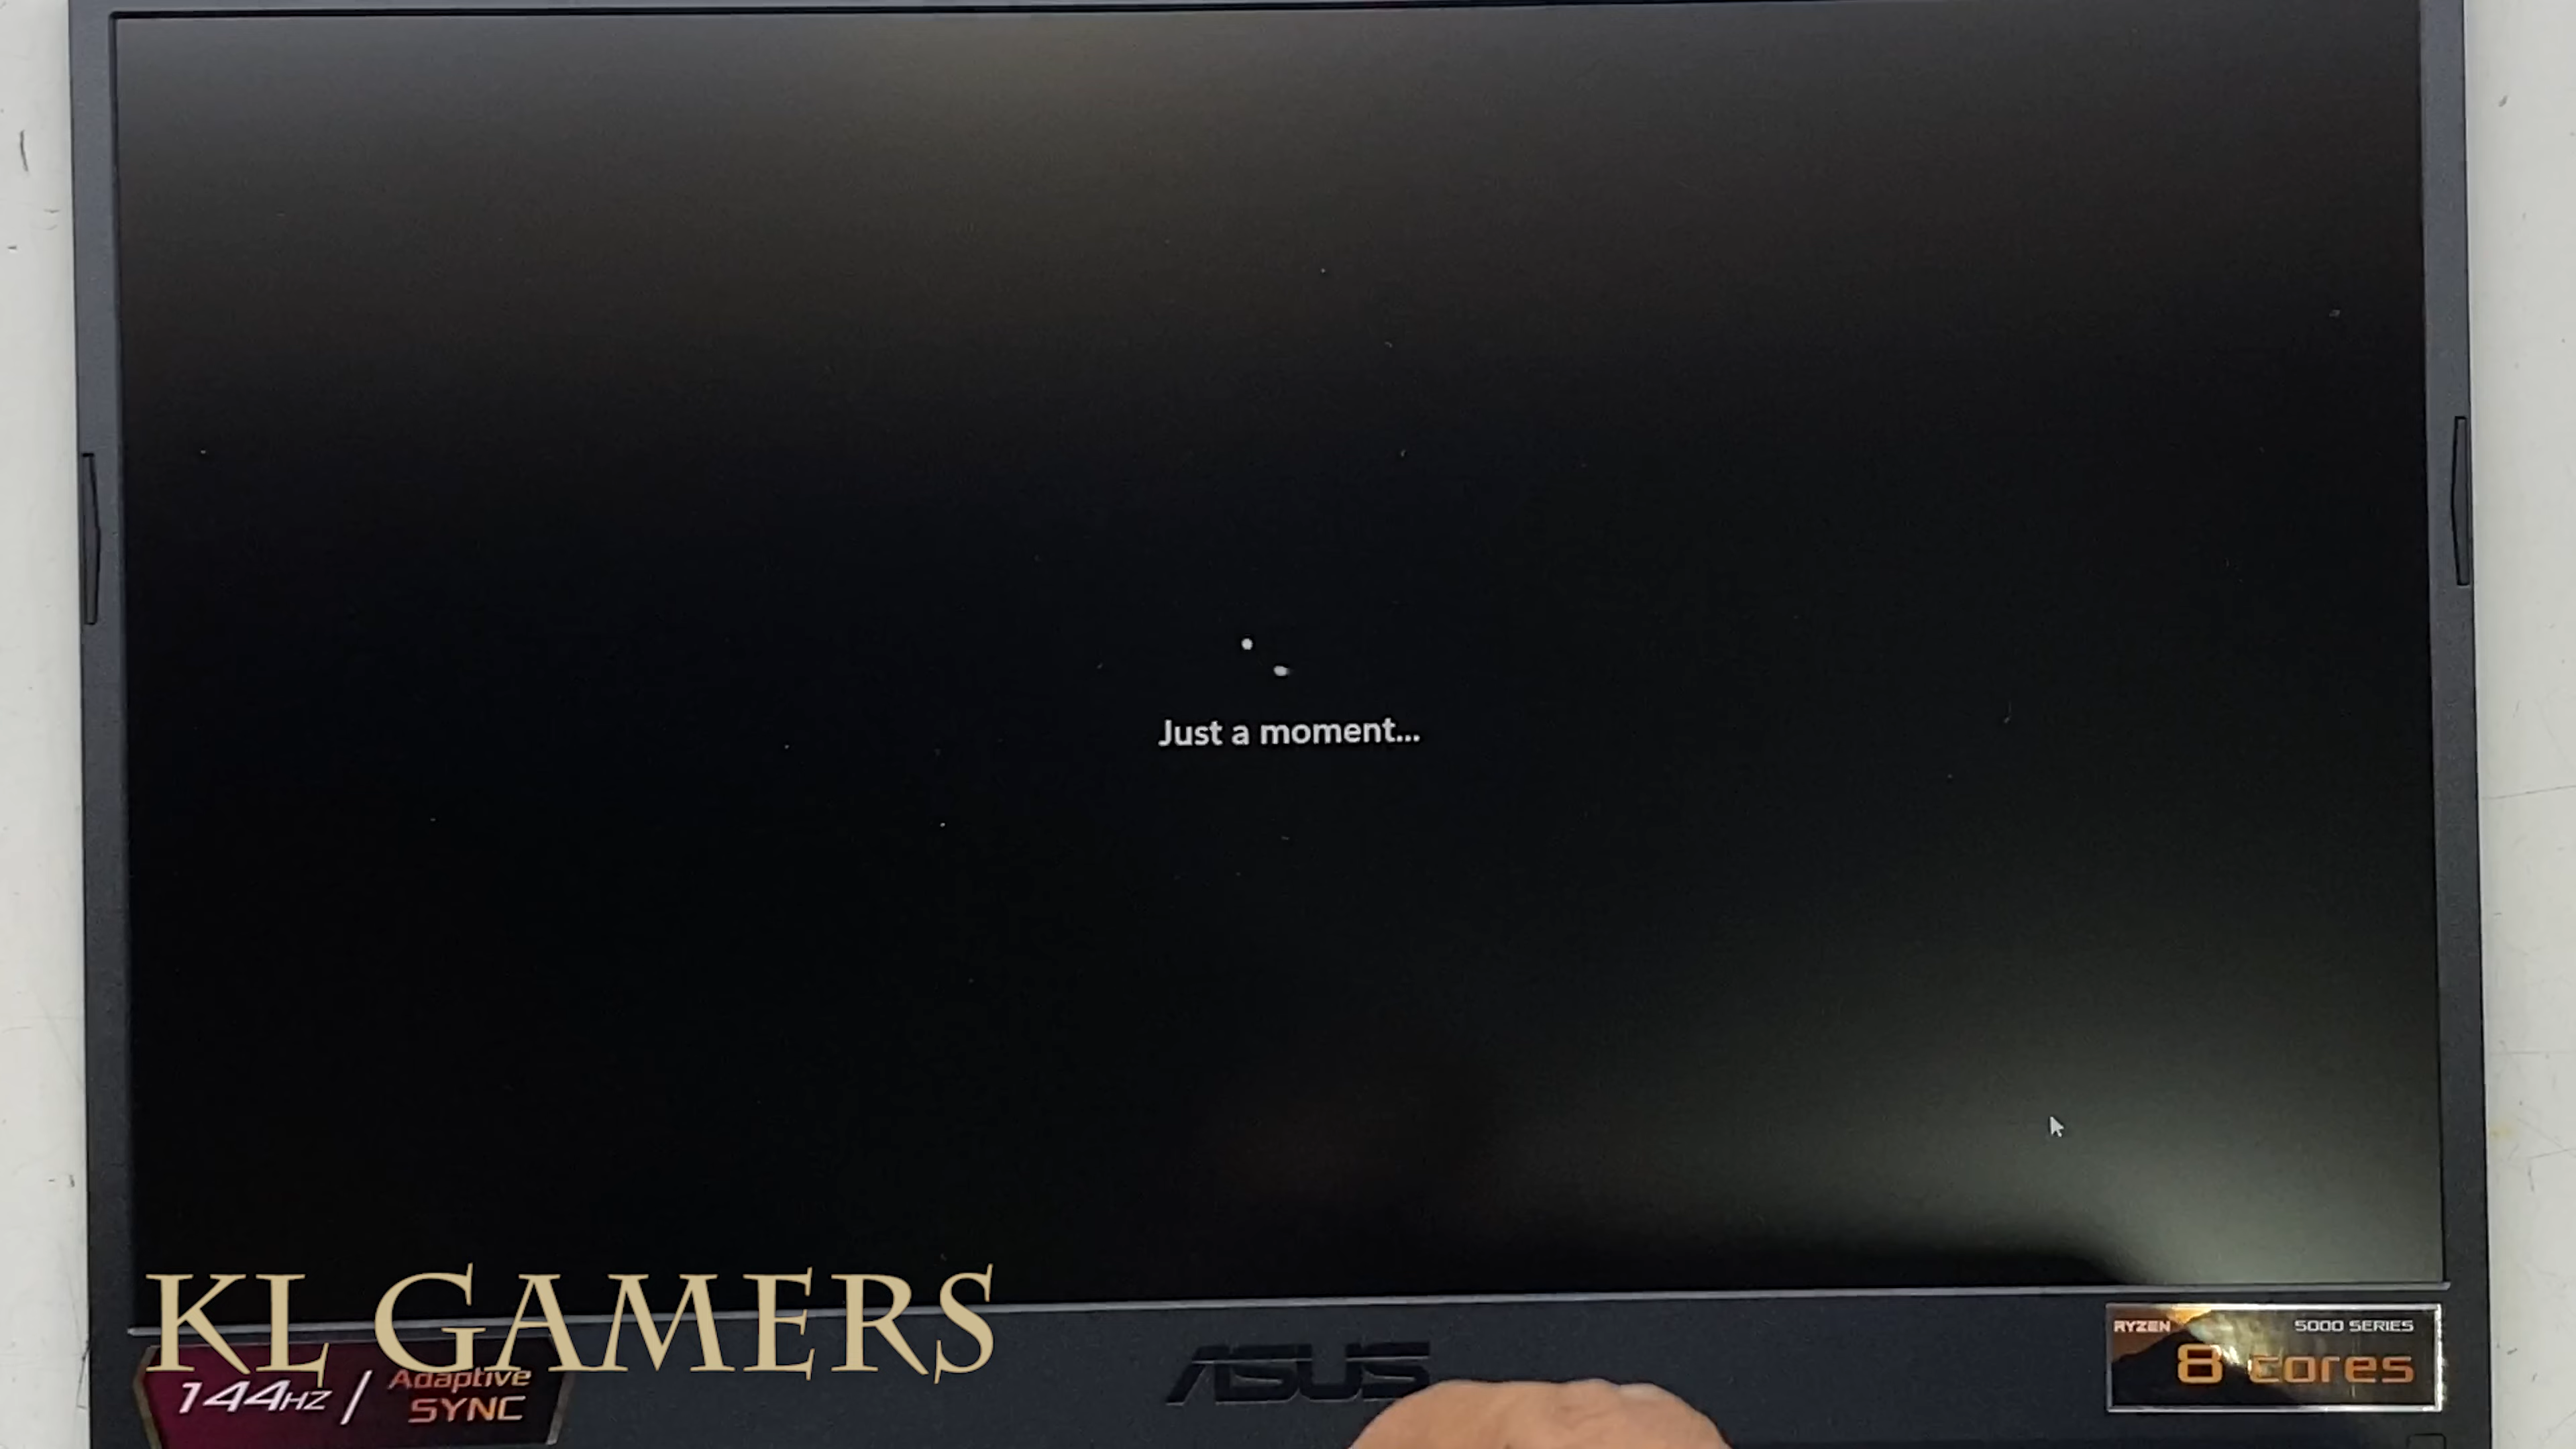 Just a moment...
KL GAMERS
144HZ / Adaptive SYNC
ASUS
RYZEN 5000 SERIES
8 cores